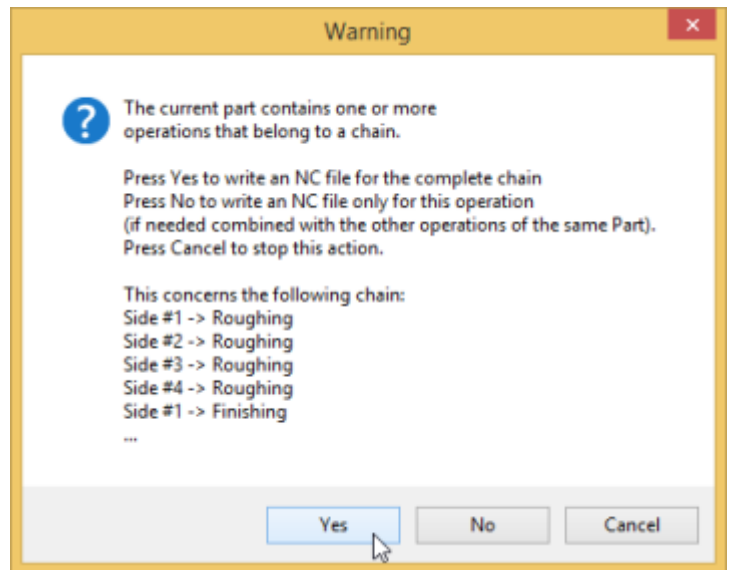 Warning
The current part contains one or more
operations that belong to a chain.
Press Yes to write an NC file for the complete chain
Press No to write an NC file only for this operation
(if needed combined with the other operations of the same Part).
Press Cancel to stop this action.
This concerns the following chain:
Side #1 -> Roughing
Side #2 -> Roughing
Side #3 -> Roughing
Side #4 -> Roughing
Side #1 -> Finishing
...
Yes No Cancel